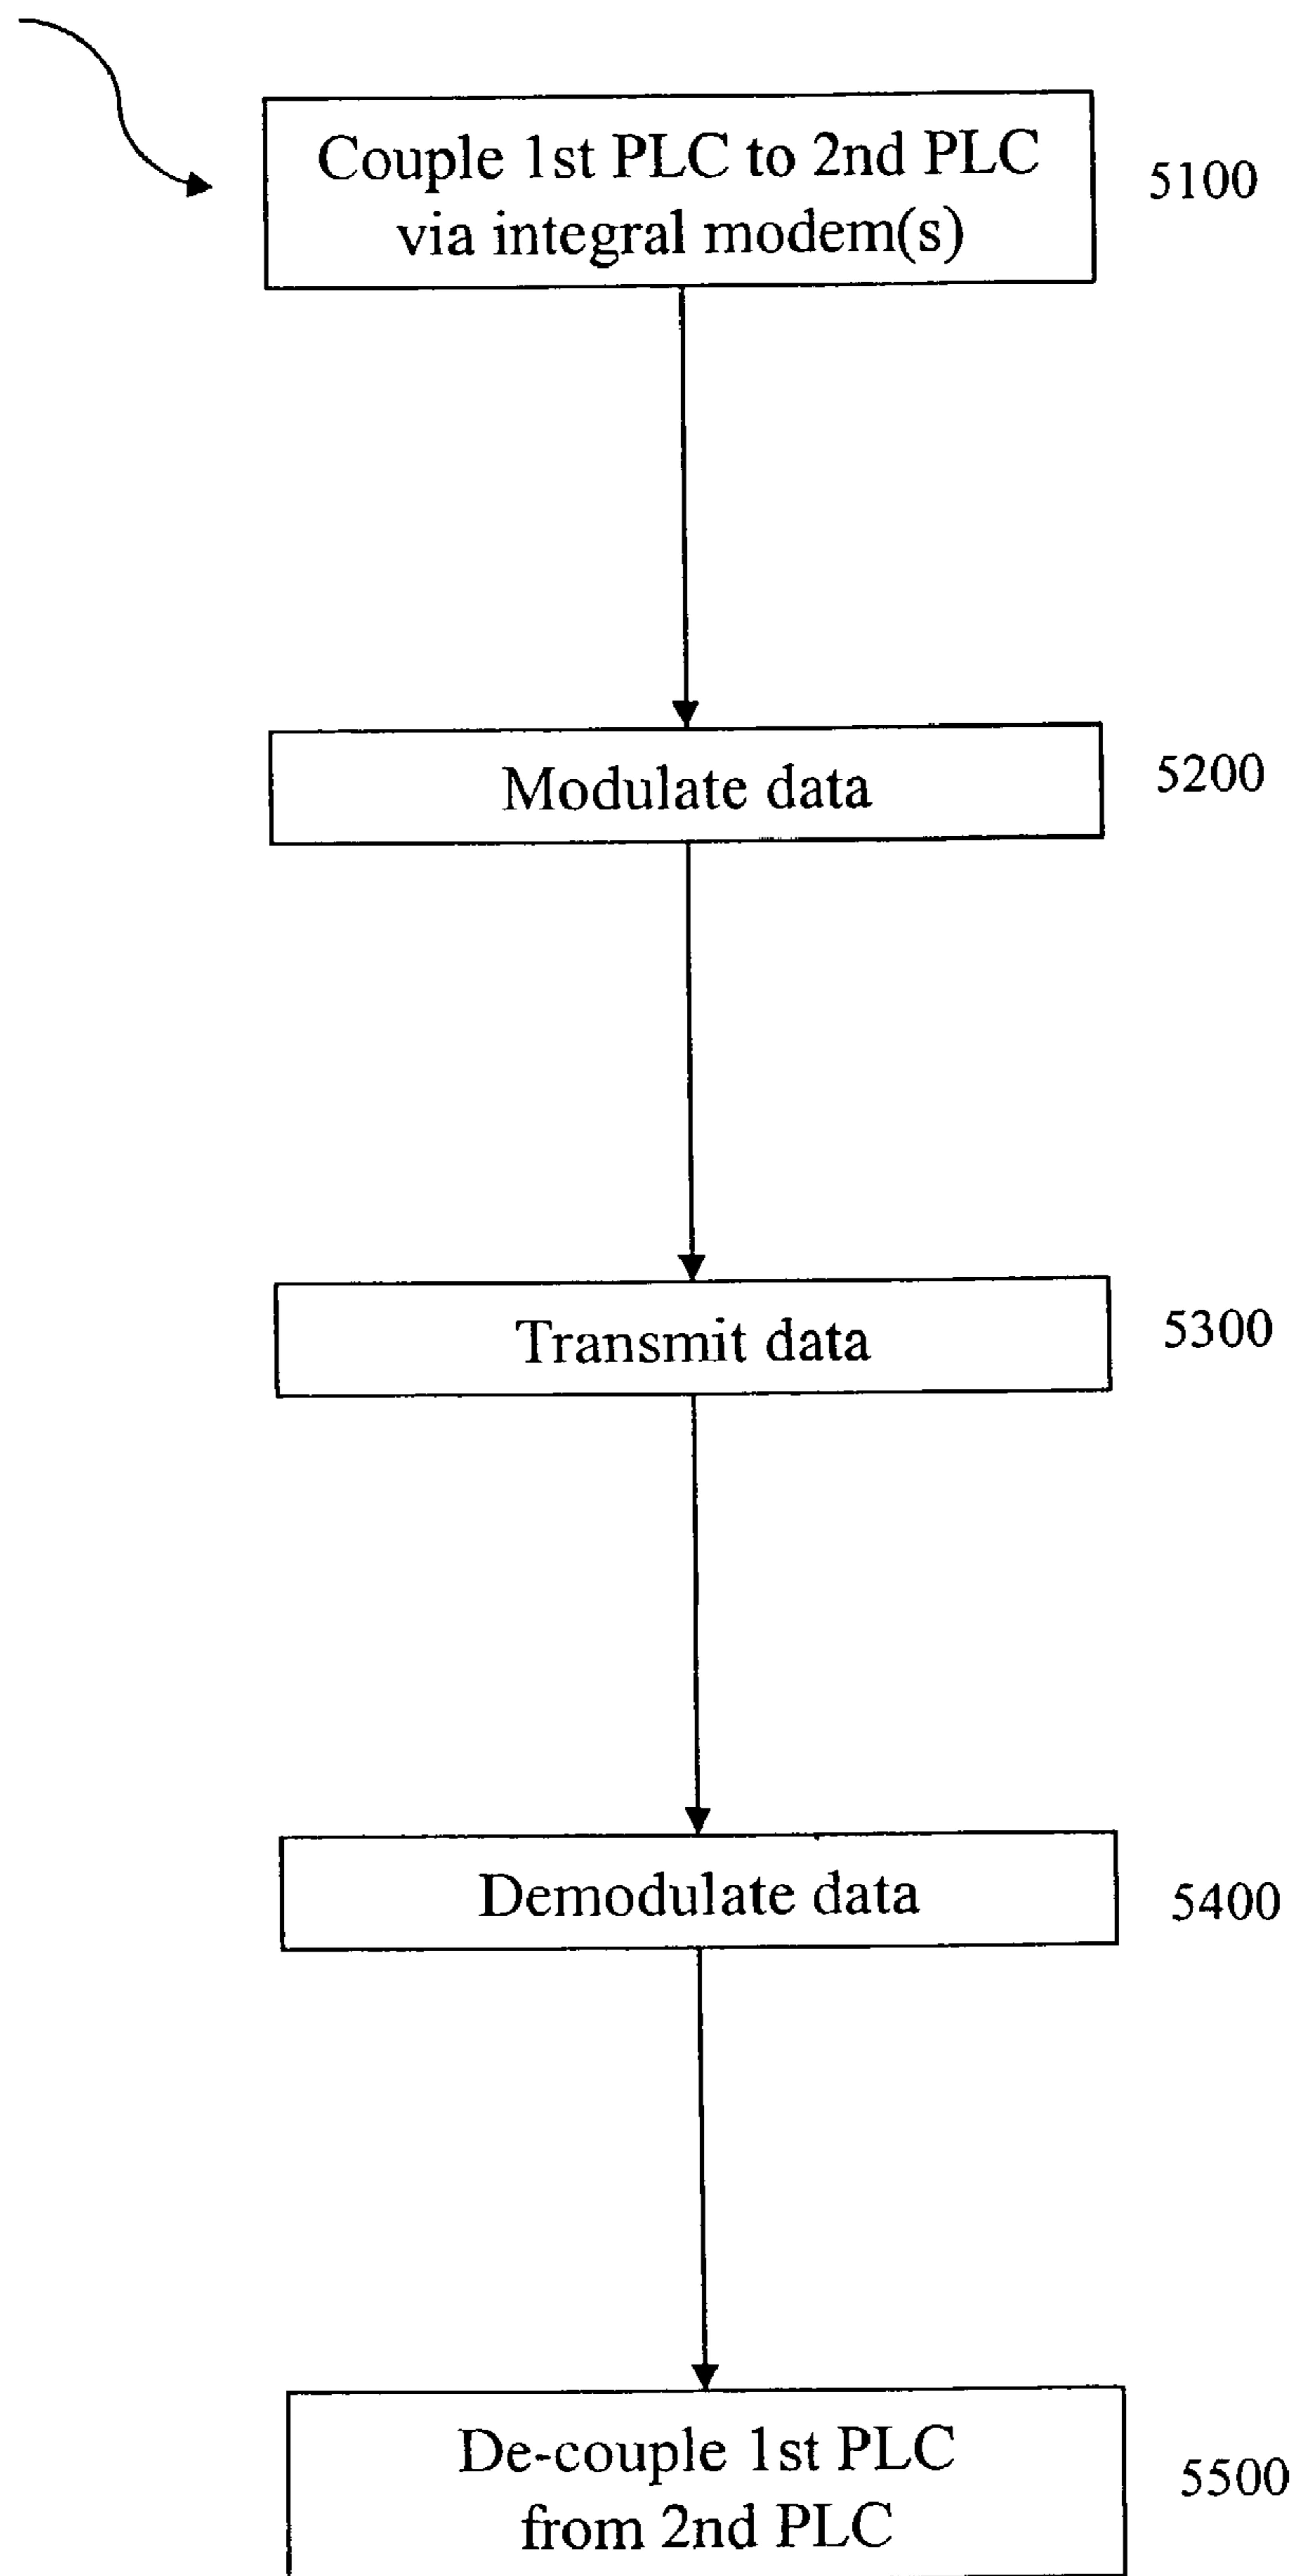 Couple 1st PLC to 2nd PLC
via integral modem(s)
5100
Modulate data
5200
Transmit data
5300
Demodulate data
5400
De-couple 1st PLC
from 2nd PLC
5500